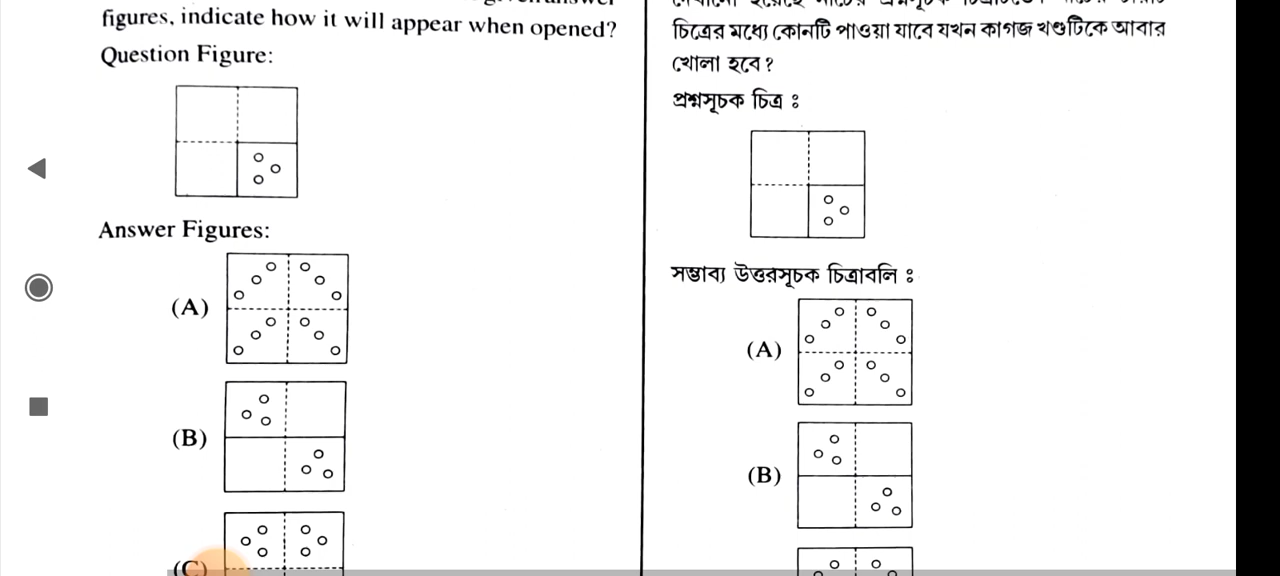 figures, indicate how it will appear when opened?
Question Figure:
Answer Figures:
(A)
(B)
(C)
চিত্রের মধ্যে কোনটি পাওয়া যাবে যখন কাগজ খণ্ডটিকে আবার
খোলা হবে?
প্রশ্নসূচক চিত্র ঃ
সম্ভাব্য উত্তরসূচক চিত্রাবলি ঃ
(A)
(B)